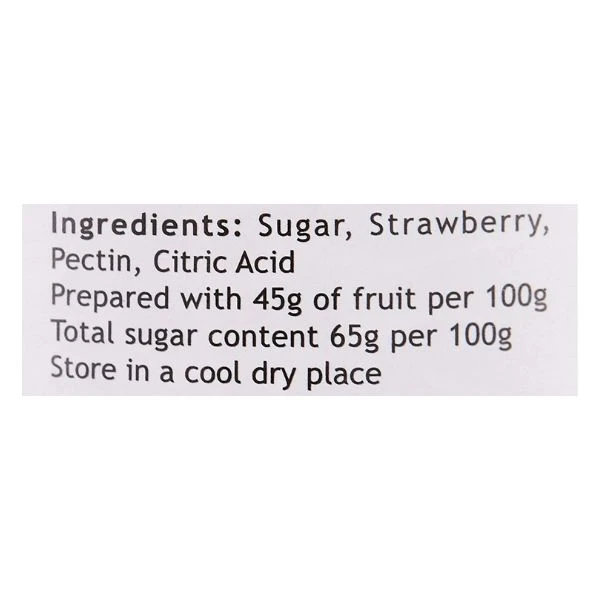 Ingredients: Sugar, Strawberry,
Pectin, Citric Acid
Prepared with 45g of fruit per 100g
Total sugar content 65g per 100g
Store in a cool dry place